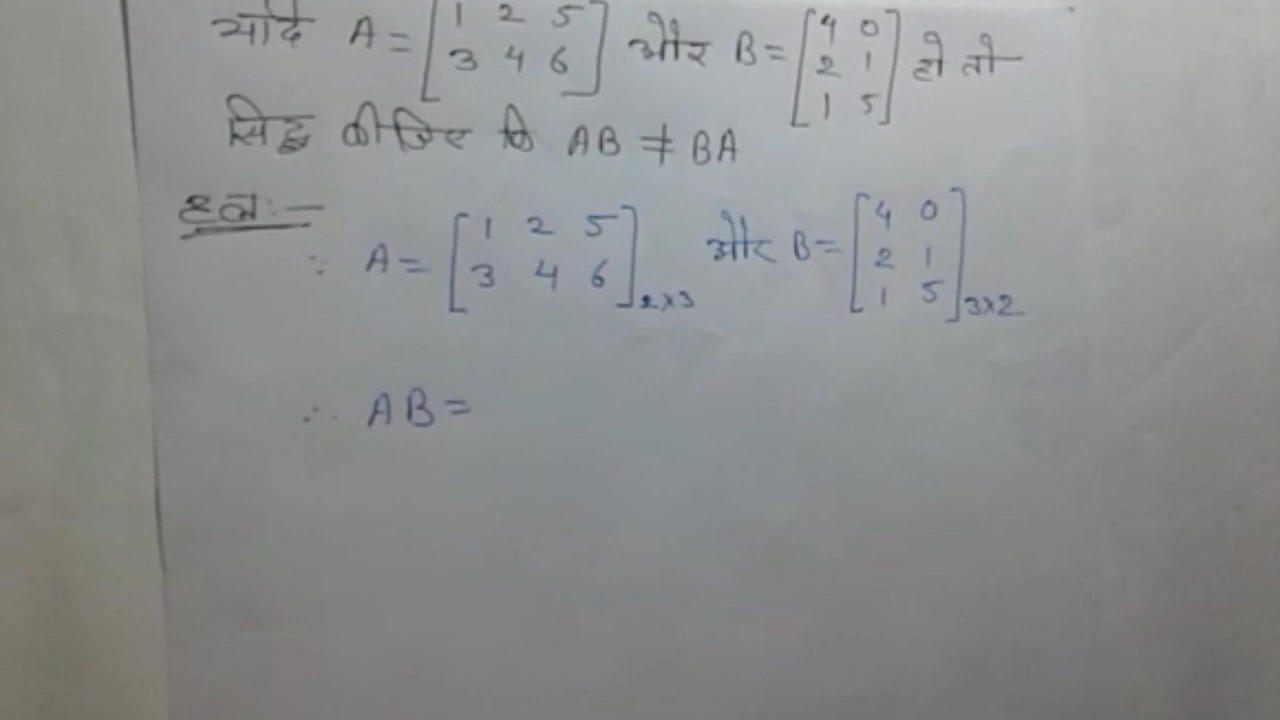 यदि A = [1 2 5 3 4 6] और B = [4 0 2 1 1 5] हो तो
सिद्ध कीजिए कि AB ≠ BA
हल:-
∵ A = [1 2 5 3 4 6]2×3 और B = [4 0 2 1 1 5]3×2
∴ AB =